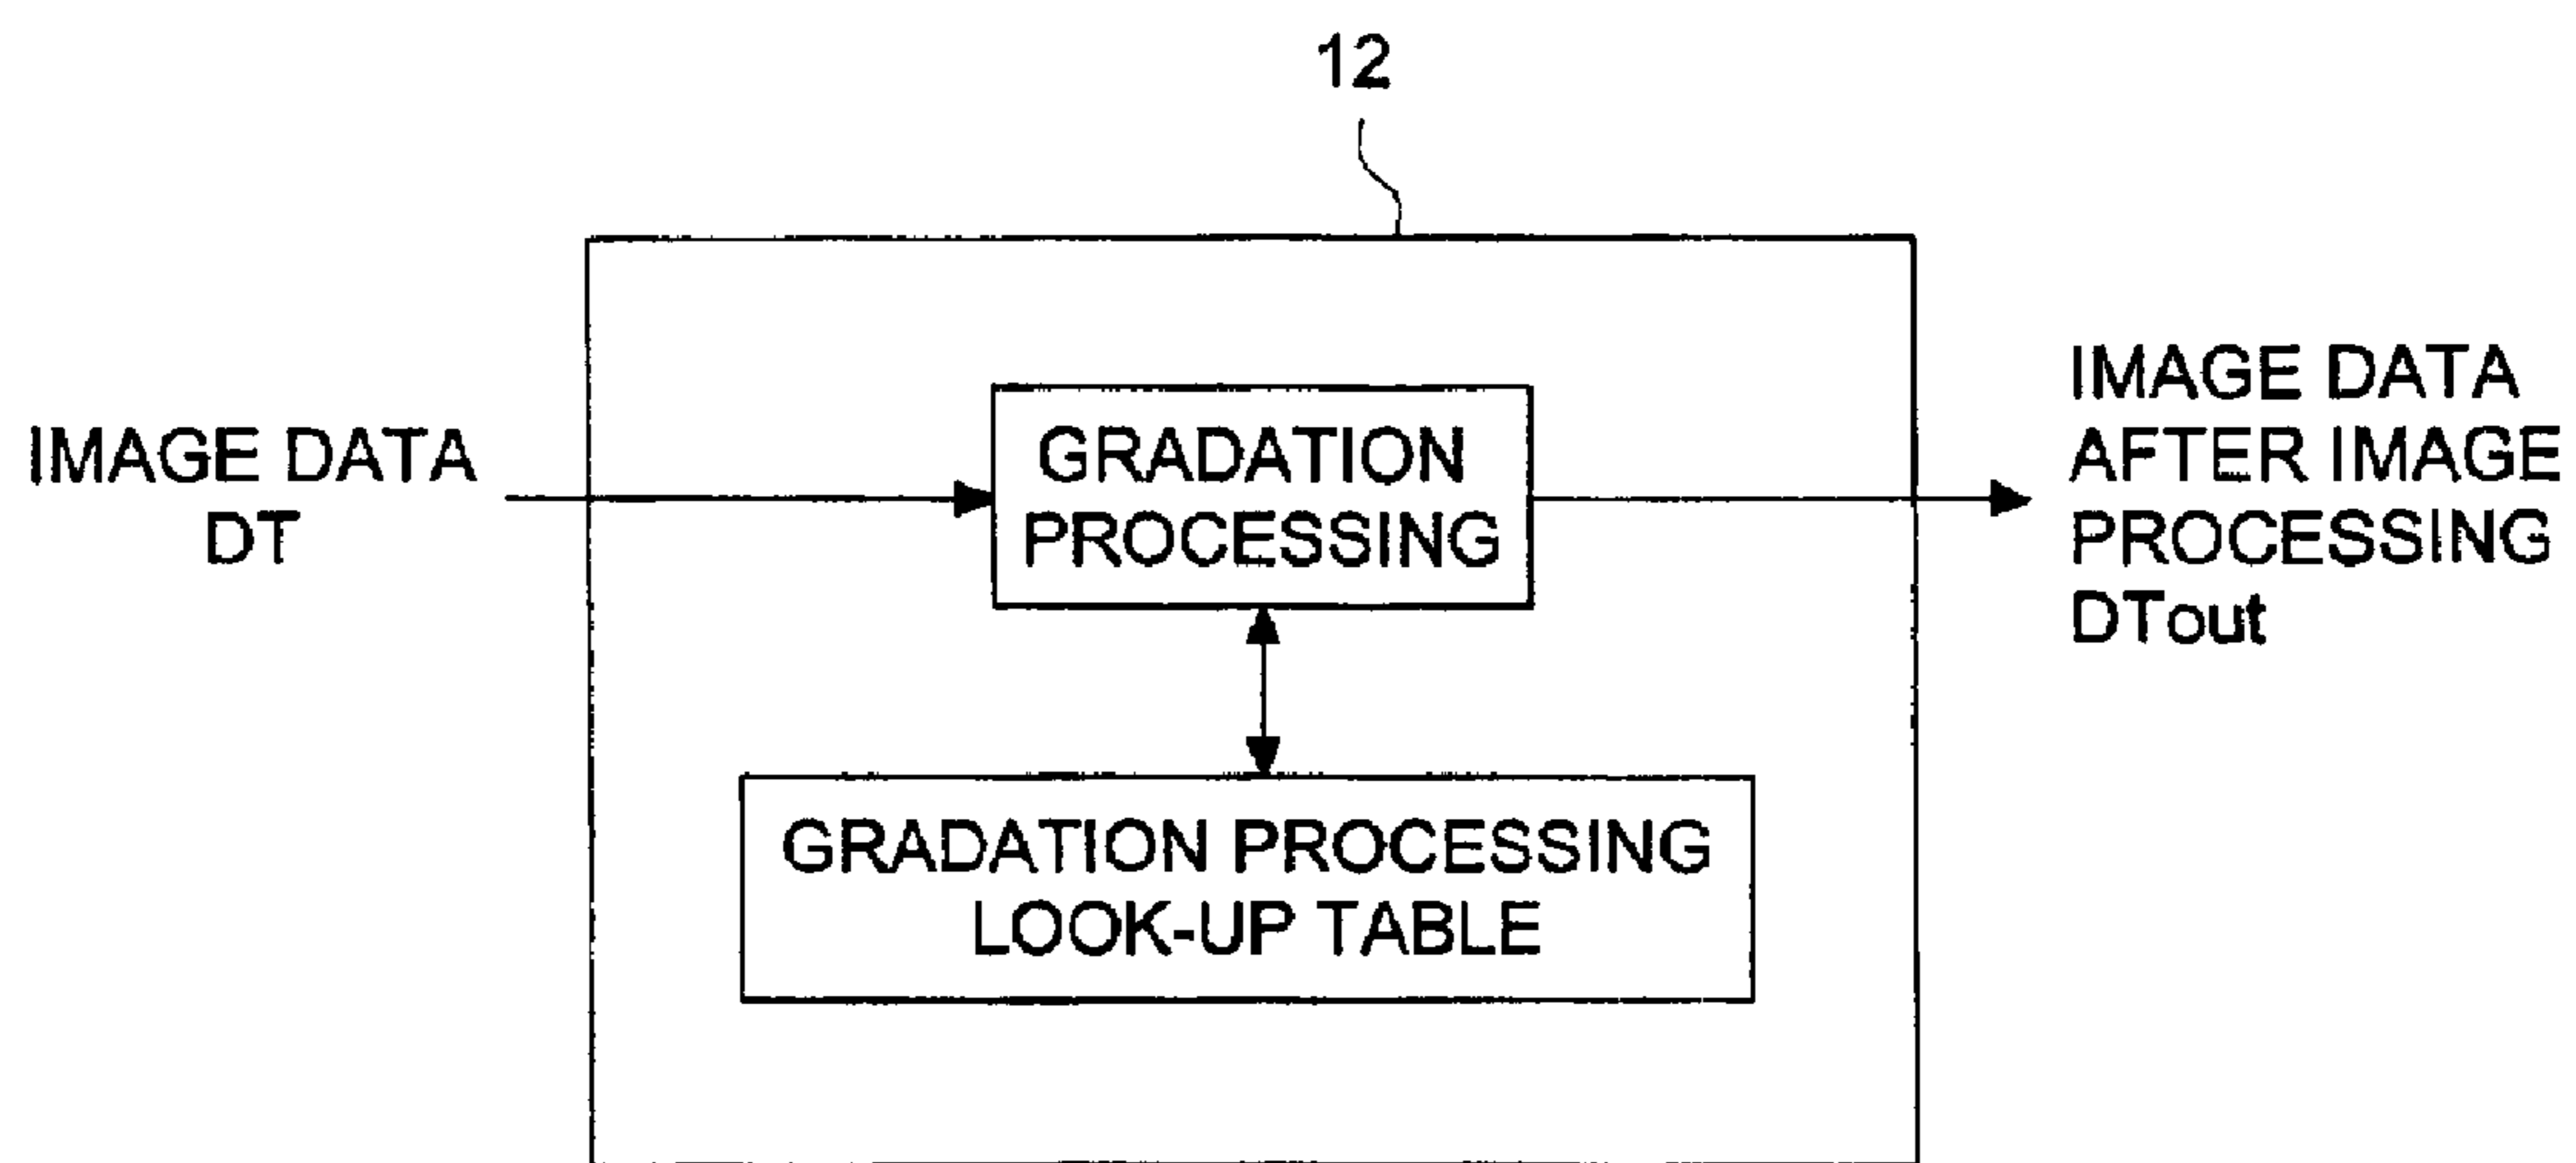 12
IMAGE DATA
DT
GRADATION
PROCESSING
IMAGE DATA
AFTER IMAGE
PROCESSING
DTout
GRADATION PROCESSING
LOOK-UP TABLE